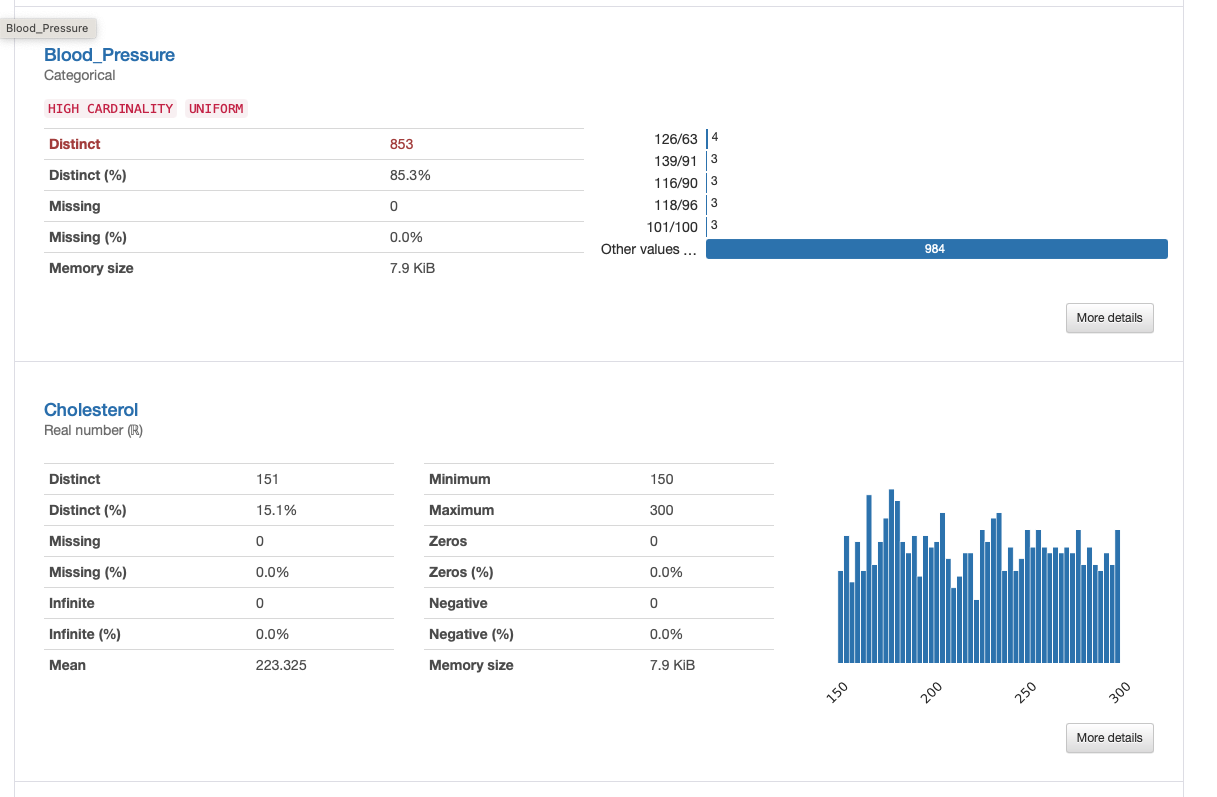 Blood_Pressure
Blood_Pressure
Categorical
HIGH CARDINALITY UNIFORM
Distinct 853
Distinct (%) 85.3%
Missing 0
Missing (%) 0.0%
Memory size 7.9 KiB
126/63 4
139/91 3
116/90 3
118/96 3
101/100 3
Other values … 984
More details
Cholesterol
Real number (ℝ)
Distinct 151
Distinct (%) 15.1%
Missing 0
Missing (%) 0.0%
Infinite 0
Infinite (%) 0.0%
Mean 223.325
Minimum 150
Maximum 300
Zeros 0
Zeros (%) 0.0%
Negative 0
Negative (%) 0.0%
Memory size 7.9 KiB
150 200 250 300
More details